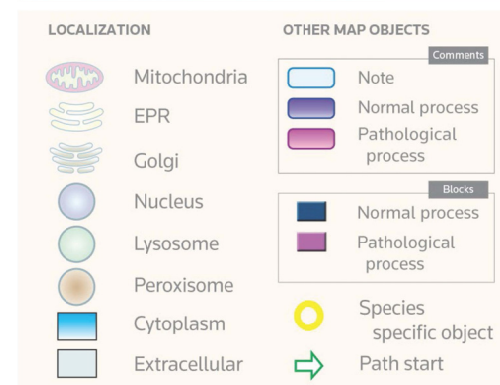 LOCALIZATION
Mitochondria
EPR
Golgi
Nucleus
Lysosome
Peroxisome
Cytoplasm
Extracellular
OTHER MAP OBJECTS
Comments
Note
Normal process
Pathological
process
Blocks
Normal process
Pathological
process
Species
specific object
Path start